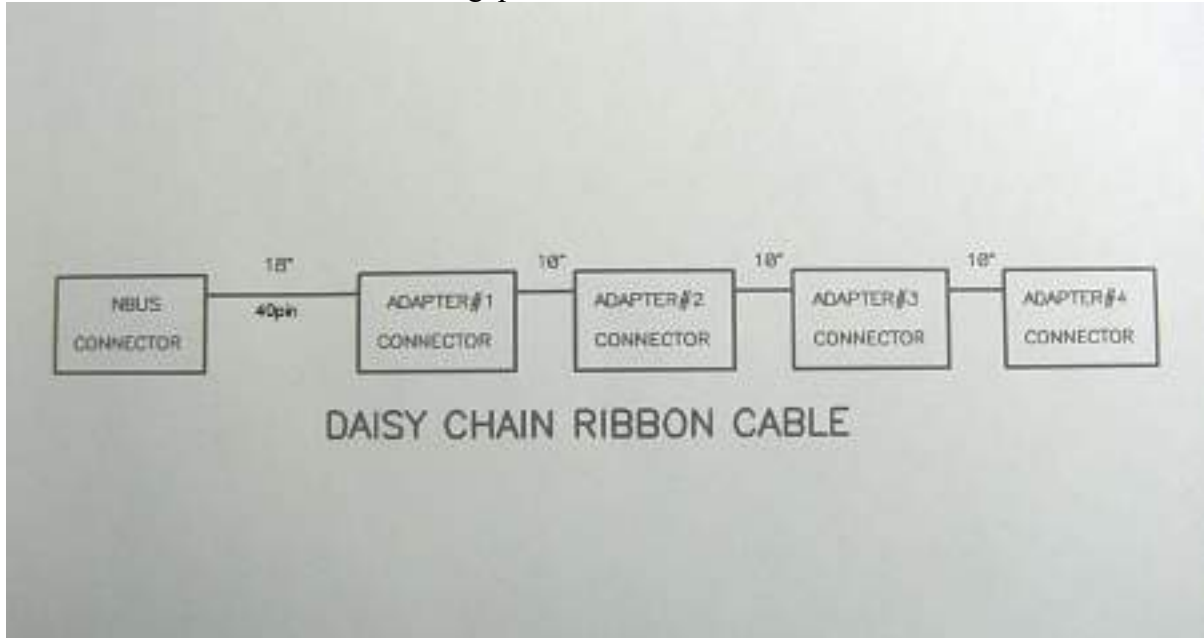 18"
10"
10"
10"
NBUS
CONNECTOR
40pin
ADAPTER#1
CONNECTOR
ADAPTER#2
CONNECTOR
ADAPTER#3
CONNECTOR
ADAPTER#4
CONNECTOR
DAISY CHAIN RIBBON CABLE